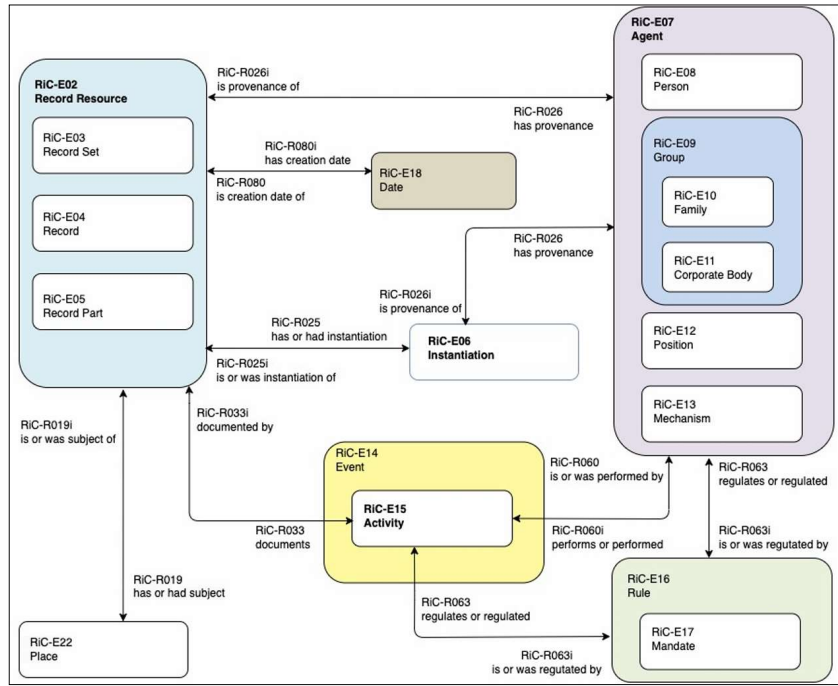 RiC-E07
Agent
RiC-E08
Person
RiC-E09
Group
RiC-E10
Family
RiC-E11
Corporate Body
RiC-E12
Position
RiC-E13
Mechanism
RiC-E02
Record Resource
RiC-E03
Record Set
RiC-E04
Record
RiC-E05
Record Part
RiC-R026i
is provenance of
RiC-R026
has provenance
RiC-R080i
has creation date
RiC-R080
is creation date of
RiC-E18
Date
RiC-R026
has provenance
RiC-R026i
is provenance of
RiC-R025
has or had instantiation
RiC-R025i
is or was instantiation of
RiC-E06
Instantiation
RiC-R019i
is or was subject of
RiC-R033i
documented by
RiC-E14
Event
RiC-E15
Activity
RiC-R033
documents
RiC-R060
is or was performed by
RiC-R060i
performs or performed
RiC-R063
regulates or regulated
RiC-R063i
is or was regutated by
RiC-R019
has or had subject
RiC-R063
regulates or regulated
RiC-R063i
is or was regutated by
RiC-E16
Rule
RiC-E17
Mandate
RiC-E22
Place